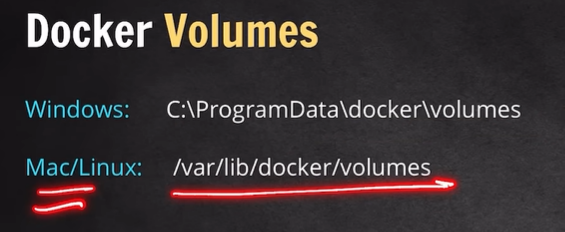 Docker Volumes
Windows: C:\ProgramData\docker\volumes
Mac/Linux: /var/lib/docker/volumes